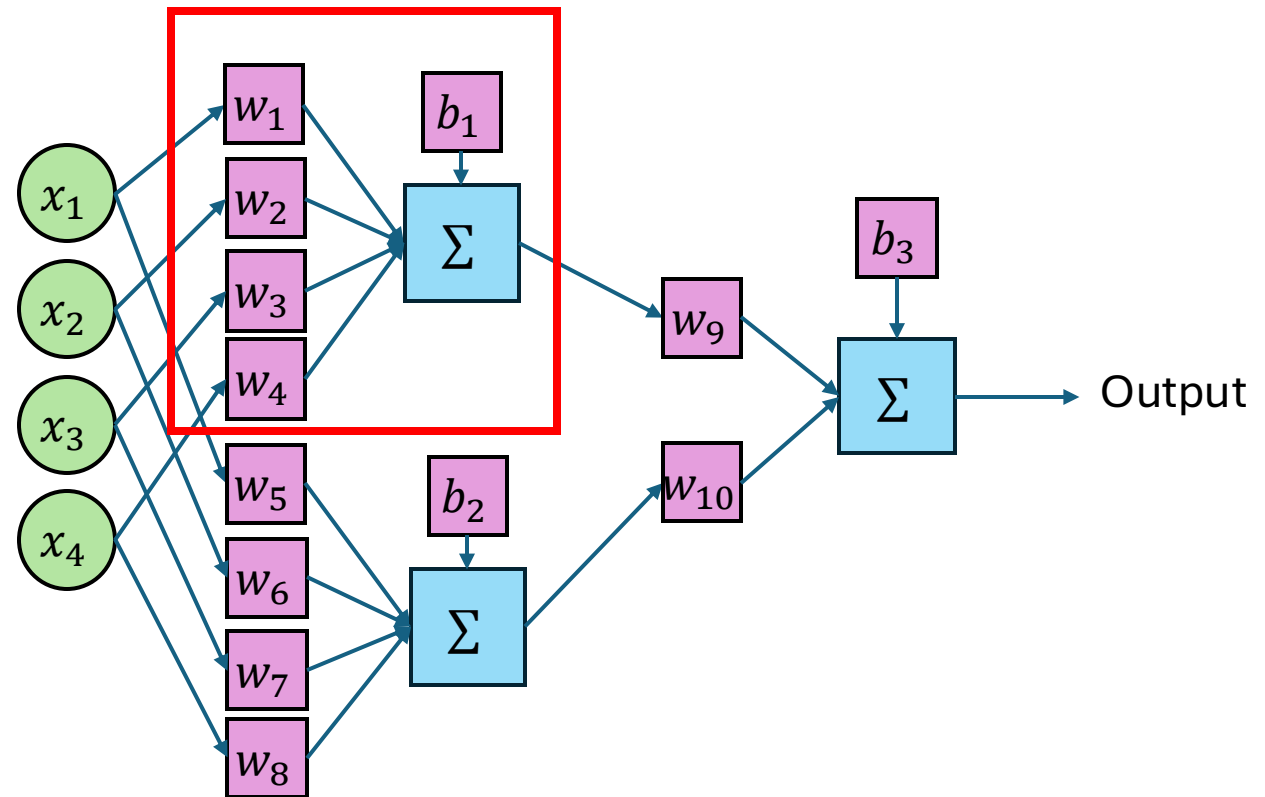 x₁
x₂
x₃
x₄
w₁
w₂
w₃
w₄
b₁
Σ
w₅
w₆
w₇
w₈
b₂
Σ
w₉
w₁₀
b₃
Σ
Output